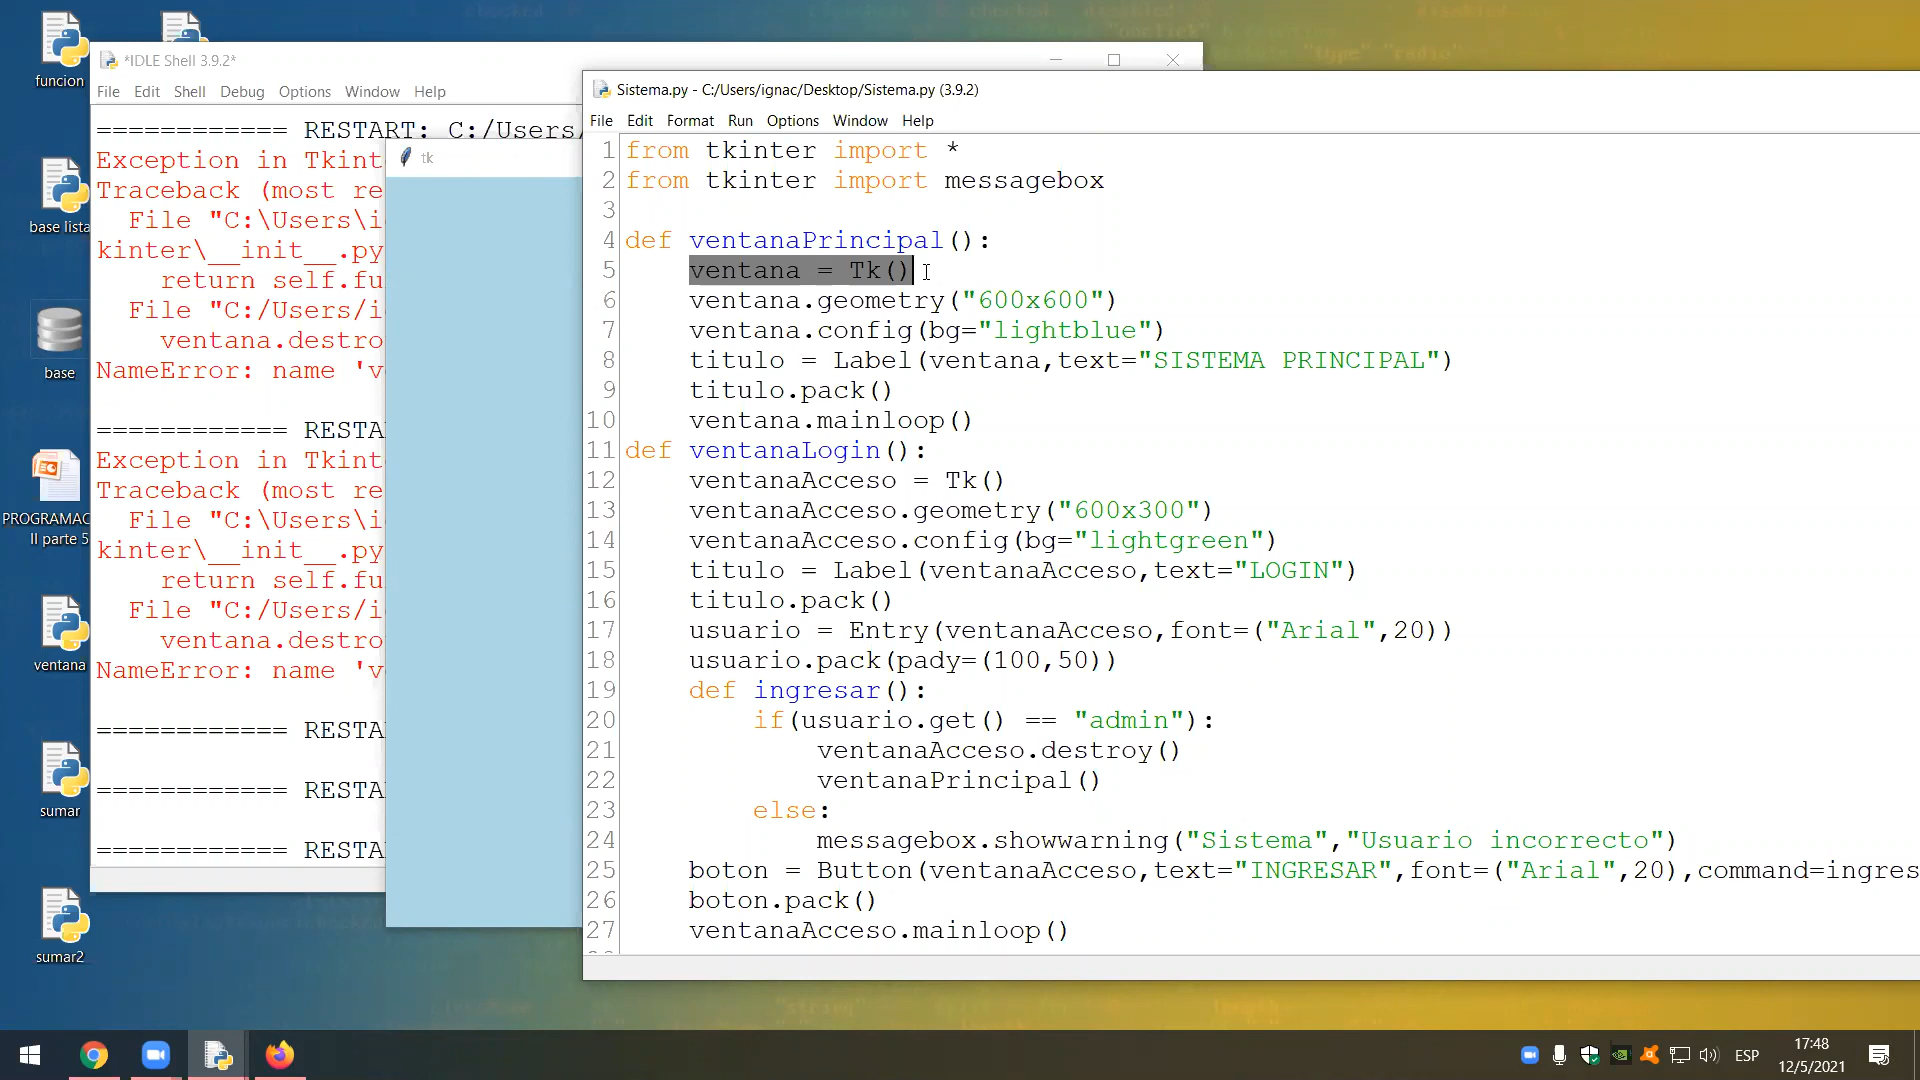 funcion
base lista
base
PROGRAMAC
II parte 5
ventana
sumar
sumar2
*IDLE Shell 3.9.2*
File Edit Shell Debug Options Window Help
============ RESTART: C:/Users/
Exception in Tkint
Traceback (most re
File "C:\Users\i
kinter\__init__.py
return self.fu
File "C:/Users/i
ventana.destro
NameError: name 'v
============ RESTA
Exception in Tkint
Traceback (most re
File "C:\Users\i
kinter\__init__.py
return self.fu
File "C:/Users/i
ventana.destro
NameError: name 'v
============ RESTA
============ RESTA
============ RESTA
tk
Sistema.py - C:/Users/ignac/Desktop/Sistema.py (3.9.2)
File Edit Format Run Options Window Help
1 from tkinter import *
2 from tkinter import messagebox
3
4 def ventanaPrincipal():
5 ventana = Tk()
6 ventana.geometry("600x600")
7 ventana.config(bg="lightblue")
8 titulo = Label(ventana,text="SISTEMA PRINCIPAL")
9 titulo.pack()
10 ventana.mainloop()
11 def ventanaLogin():
12 ventanaAcceso = Tk()
13 ventanaAcceso.geometry("600x300")
14 ventanaAcceso.config(bg="lightgreen")
15 titulo = Label(ventanaAcceso,text="LOGIN")
16 titulo.pack()
17 usuario = Entry(ventanaAcceso,font=("Arial",20))
18 usuario.pack(pady=(100,50))
19 def ingresar():
20 if(usuario.get() == "admin"):
21 ventanaAcceso.destroy()
22 ventanaPrincipal()
23 else:
24 messagebox.showwarning("Sistema","Usuario incorrecto")
25 boton = Button(ventanaAcceso,text="INGRESAR",font=("Arial",20),command=ingres
26 boton.pack()
27 ventanaAcceso.mainloop()
ESP
17:48
12/5/2021